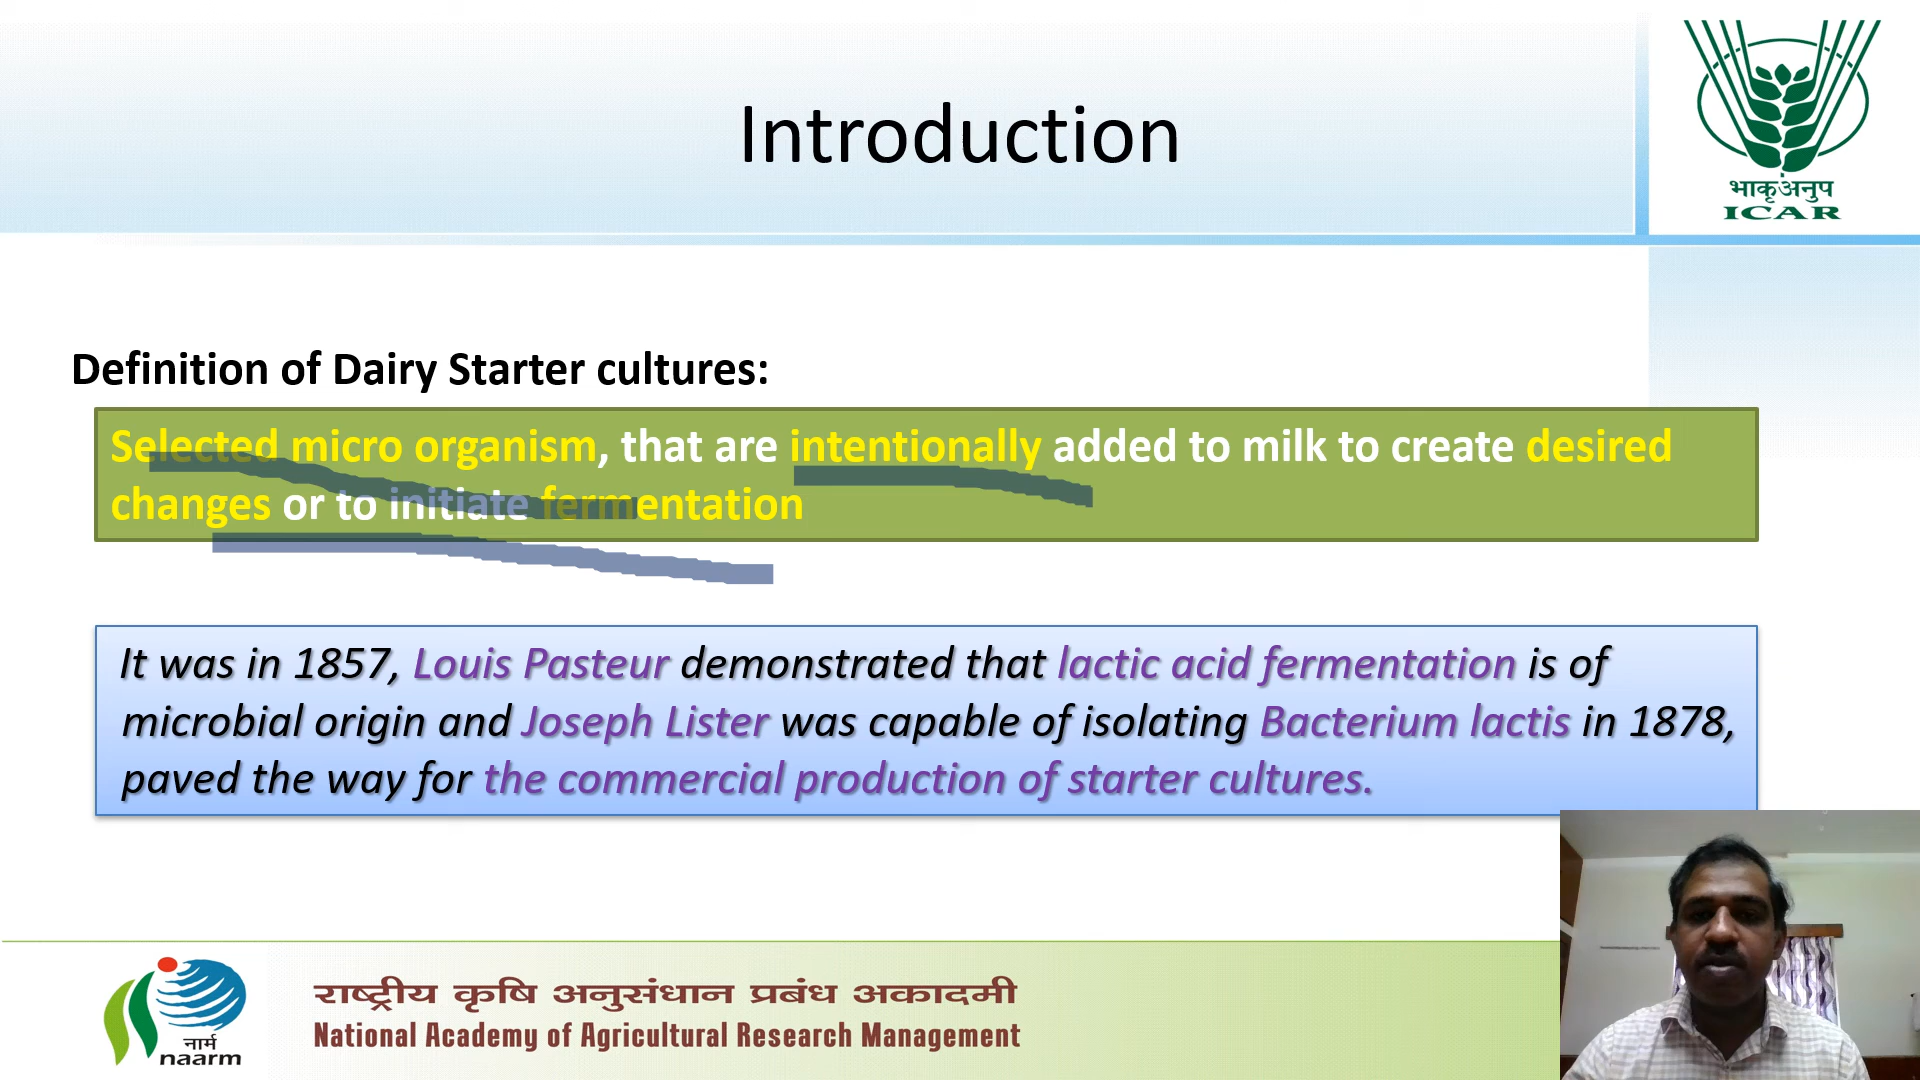 Introduction
भाकृअनुप
ICAR
Definition of Dairy Starter cultures:
Selected micro organism, that are intentionally added to milk to create desired
changes or to initiate fermentation
It was in 1857, Louis Pasteur demonstrated that lactic acid fermentation is of
microbial origin and Joseph Lister was capable of isolating Bacterium lactis in 1878,
paved the way for the commercial production of starter cultures.
नार्म
naarm
राष्ट्रीय कृषि अनुसंधान प्रबंध अकादमी
National Academy of Agricultural Research Management